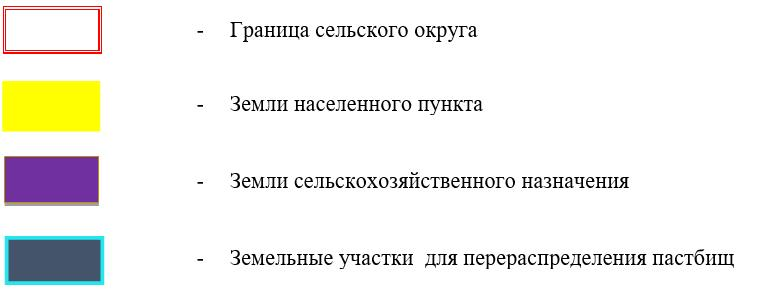 - Граница сельского округа
- Земли населенного пункта
- Земли сельскохозяйственного назначения
- Земельные участки  для перераспределения пастбищ